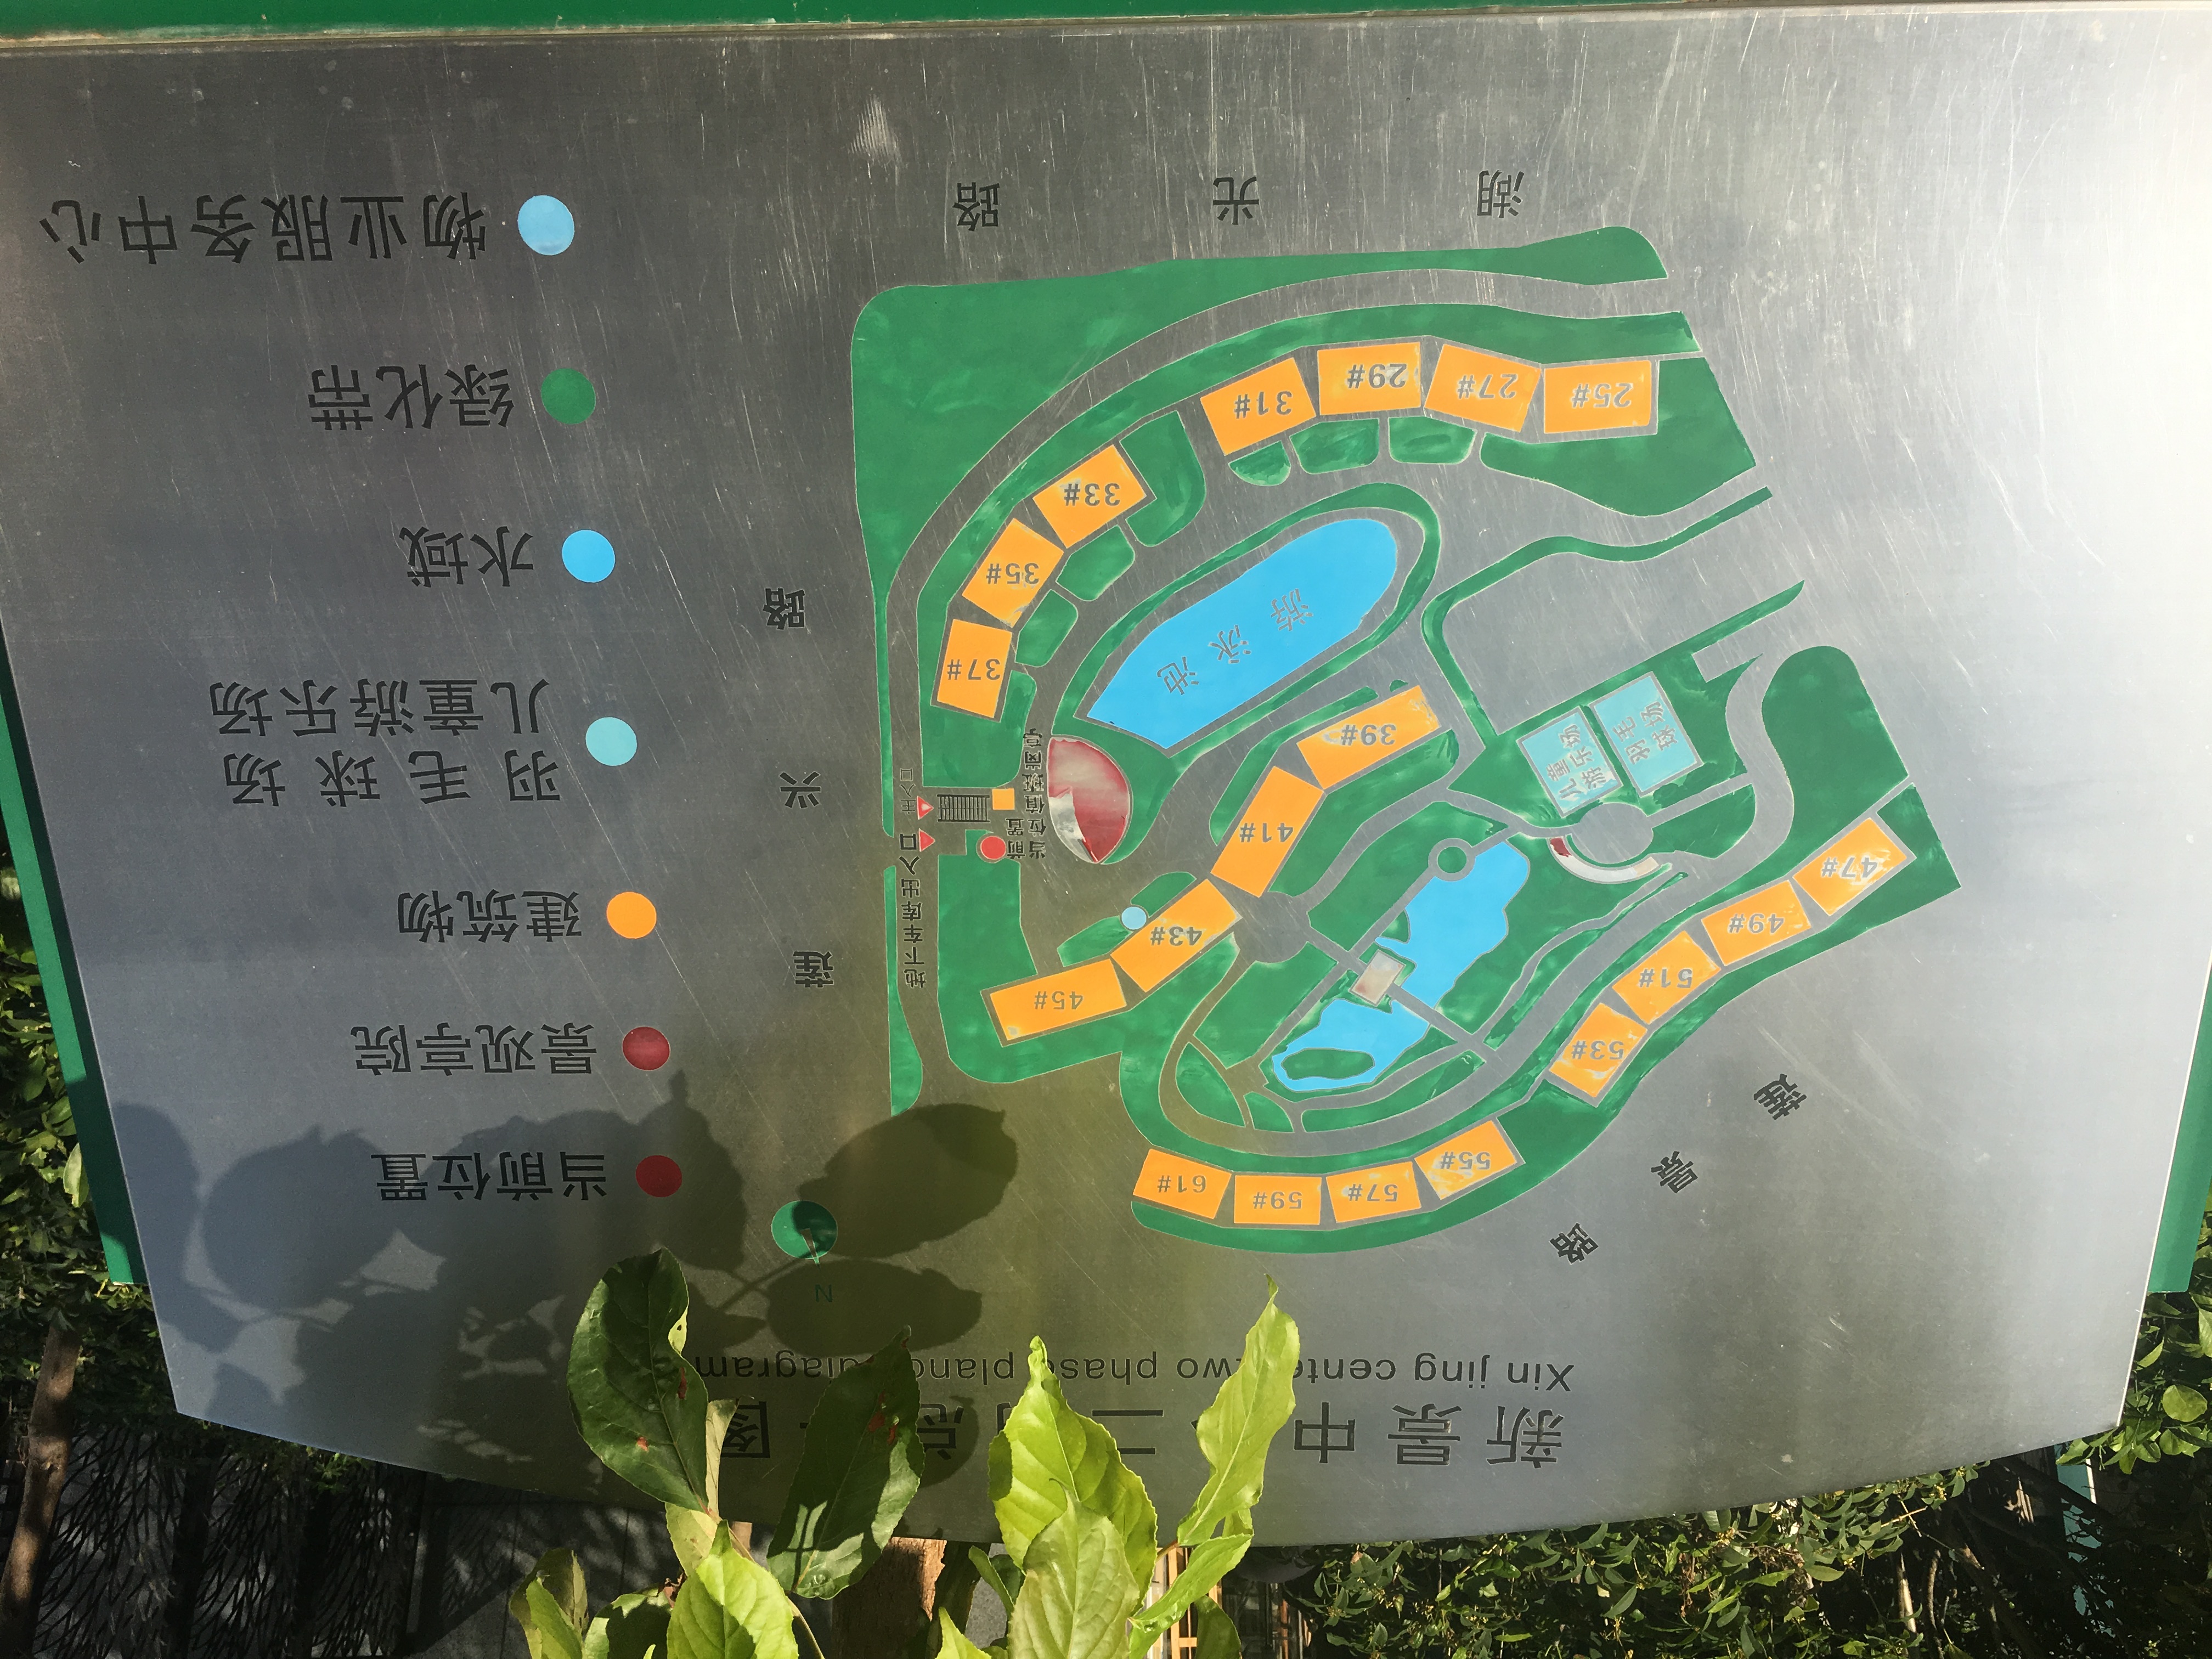 新景中 二 总 图
Xin jing cente two phase plan diagram
N
莲景路
55#
57#
59#
61#
53#
51#
49#
47#
45#
43#
41#
39#
37#
35#
33#
31#
29#
27#
25#
儿童
游乐场
羽毛
球场
游泳池
地下车库出入口
主入口
当前
位置
值班岗亭
莲兴路
湖光路
当前位置
景观亭院
建筑物
羽毛球场
儿童游乐场
水域
绿化带
物业服务中心